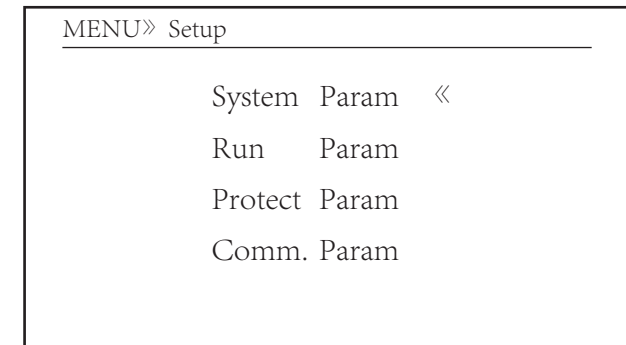 MENU》 Setup
System Param 《
Run Param
Protect Param
Comm. Param